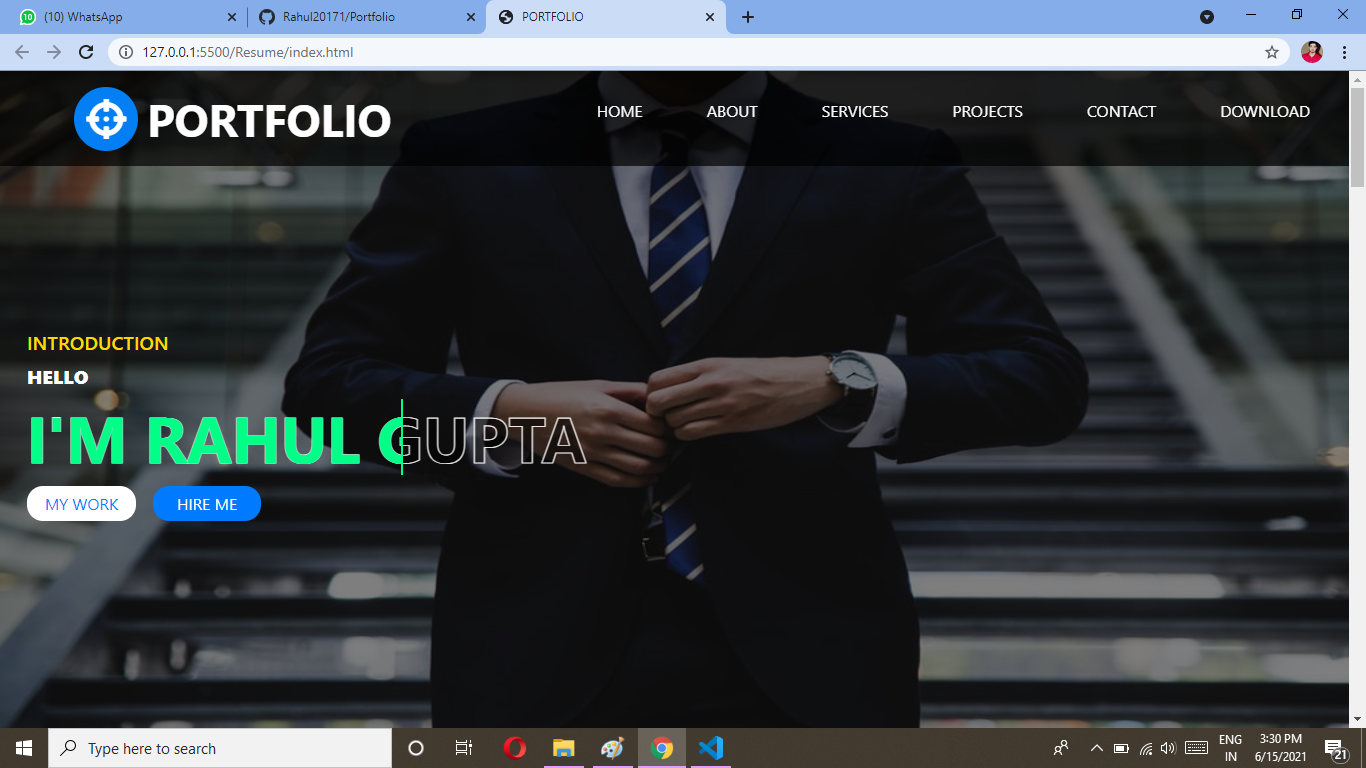 (10) WhatsApp
Rahul20171/Portfolio
PORTFOLIO
127.0.0.1:5500/Resume/index.html
PORTFOLIO
HOME ABOUT SERVICES PROJECTS CONTACT DOWNLOAD
INTRODUCTION
HELLO
I'M RAHUL GUPTA
MY WORK HIRE ME
Type here to search
ENG
IN
3:30 PM
6/15/2021
21